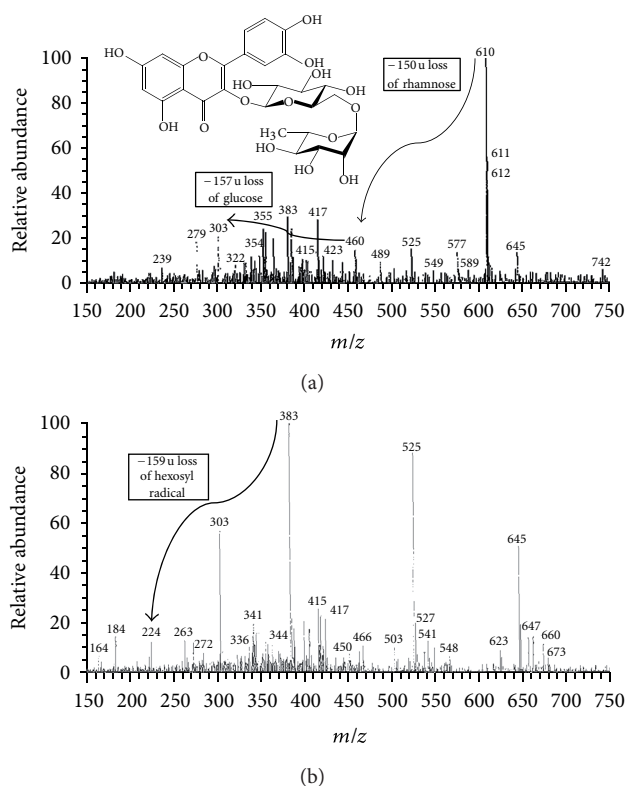 OH
HO
O
OH
OH
HO
OH
O
O
O
OH
OH
O
O
H3C
O
HO
HO
OH
−150 u loss
of rhamnose
610
611
612
−157 u loss
of glucose
239
279
303
322
354
355
383
415
417
423
460
489
525
549
577
589
645
742
100
80
60
40
20
0
Relative abundance
150 200 250 300 350 400 450 500 550 600 650 700 750
m/z
(a)
383
525
−159 u loss
of hexosyl
radical
303
645
164
184
224
263
272
336
341
344
415
417
450
466
503
527
541
548
623
647
660
673
100
80
60
40
20
0
Relative abundance
150 200 250 300 350 400 450 500 550 600 650 700 750
m/z
(b)